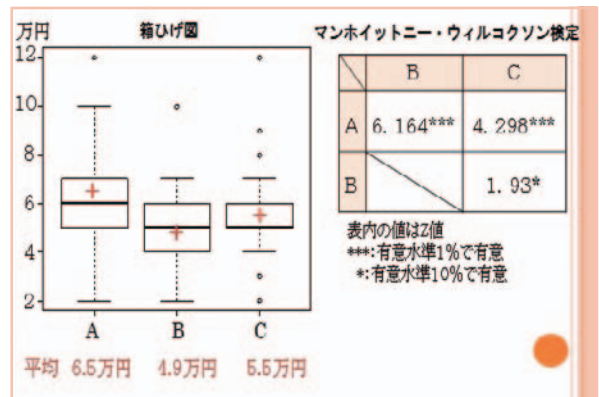 箱ひげ図
万円
12
10
8
6
4
2
A B C
平均 6.5万円 4.9万円 5.5万円
マンホイットニー・ウィルコクソン検定
B C
A 6.164*** 4.298***
B 1.93*
表内の値はZ値
***:有意水準1%で有意
*:有意水準10%で有意